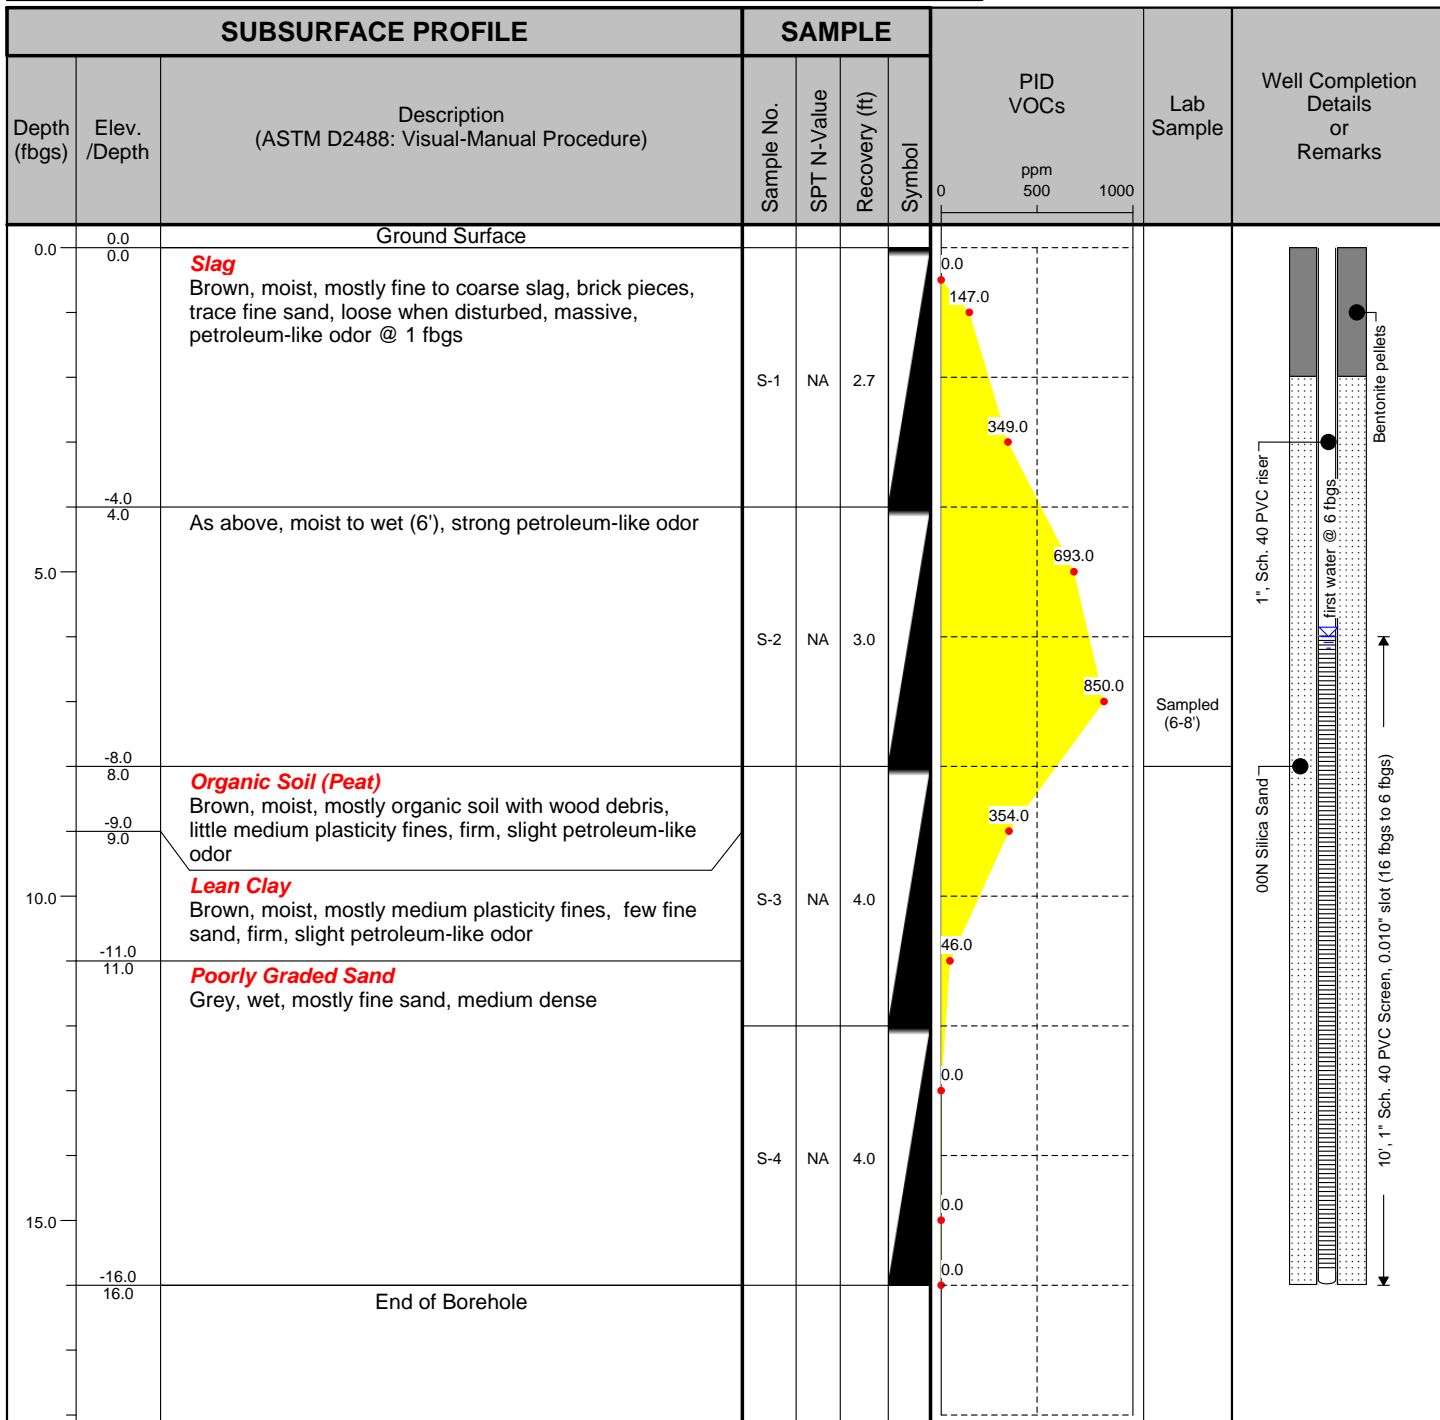 SUBSURFACE PROFILE
SAMPLE
Depth
(fbgs)
Elev.
/Depth
Description
(ASTM D2488: Visual-Manual Procedure)
Sample No.
SPT N-Value
Recovery (ft)
Symbol
PID
VOCs
ppm
0 500 1000
Lab
Sample
Well Completion
Details
or
Remarks
0.0
0.0
0.0
Ground Surface
Slag
Brown, moist, mostly fine to coarse slag, brick pieces,
trace fine sand, loose when disturbed, massive,
petroleum-like odor @ 1 fbgs
S-1 NA 2.7
0.0
147.0
349.0
-4.0
4.0
As above, moist to wet (6'), strong petroleum-like odor
5.0
S-2 NA 3.0
693.0
850.0
Sampled
(6-8')
-8.0
8.0
Organic Soil (Peat)
Brown, moist, mostly organic soil with wood debris,
little medium plasticity fines, firm, slight petroleum-like
odor
-9.0
9.0
354.0
Lean Clay
Brown, moist, mostly medium plasticity fines, few fine
sand, firm, slight petroleum-like odor
10.0
S-3 NA 4.0
46.0
-11.0
11.0
Poorly Graded Sand
Grey, wet, mostly fine sand, medium dense
0.0
S-4 NA 4.0
15.0
0.0
0.0
-16.0
16.0
End of Borehole
Bentonite pellets
1", Sch. 40 PVC riser
first water @ 6 fbgs
00N Silica Sand
10', 1" Sch. 40 PVC Screen, 0.010" slot (16 fbgs to 6 fbgs)